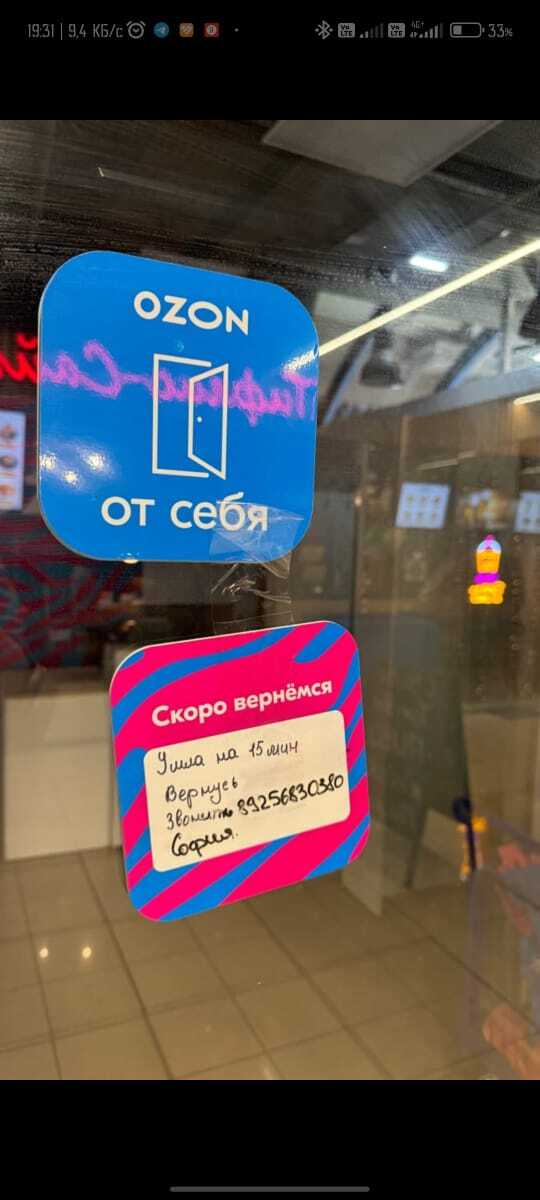 19:31 | 9,4 КБ/с
4G+
33%
OZON
от себя
Скоро вернёмся
Ушла на 15 мин
Вернусь
Звоните 89256830380
София.